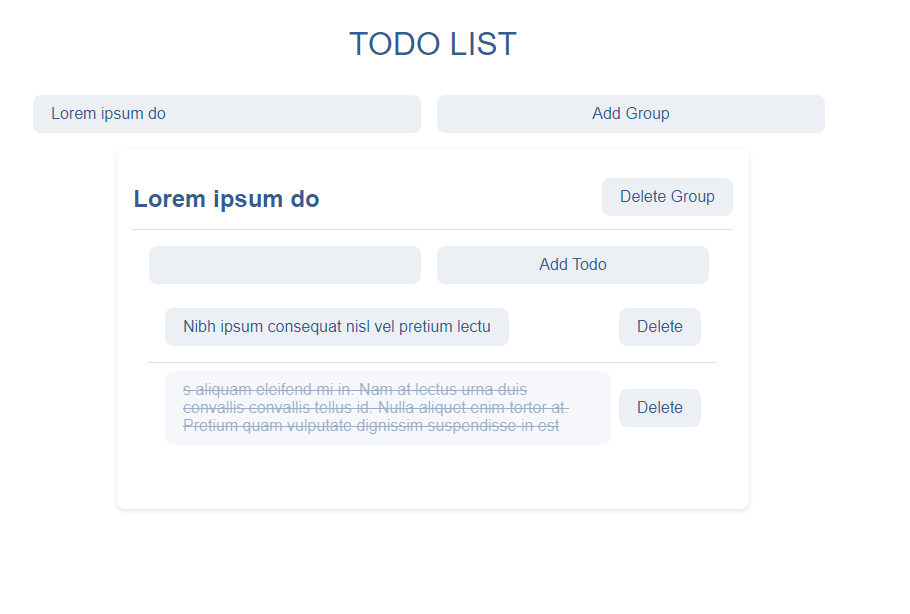 TODO LIST
Lorem ipsum do
Add Group
Lorem ipsum do
Delete Group
Add Todo
Nibh ipsum consequat nisl vel pretium lectu
Delete
s aliquam eleifend mi in. Nam at lectus urna duis
convallis convallis tellus id. Nulla aliquet enim tortor at.
Pretium quam vulputate dignissim suspendisse in est
Delete